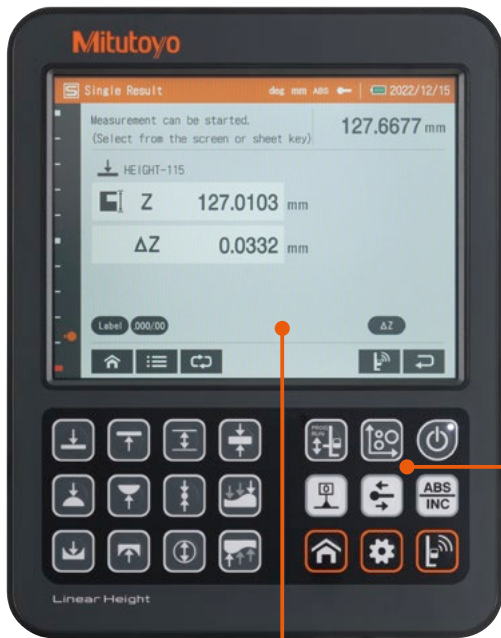 Mitutoyo
S Single Result deg mm ABS 2022/12/15
Measurement can be started.
(Select from the screen or sheet key)
127.6677 mm
HEIGHT-115
Z 127.0103 mm
ΔZ 0.0332 mm
Label .000/00 ΔZ
PROG
RUN
0
ABS
INC
Linear Height